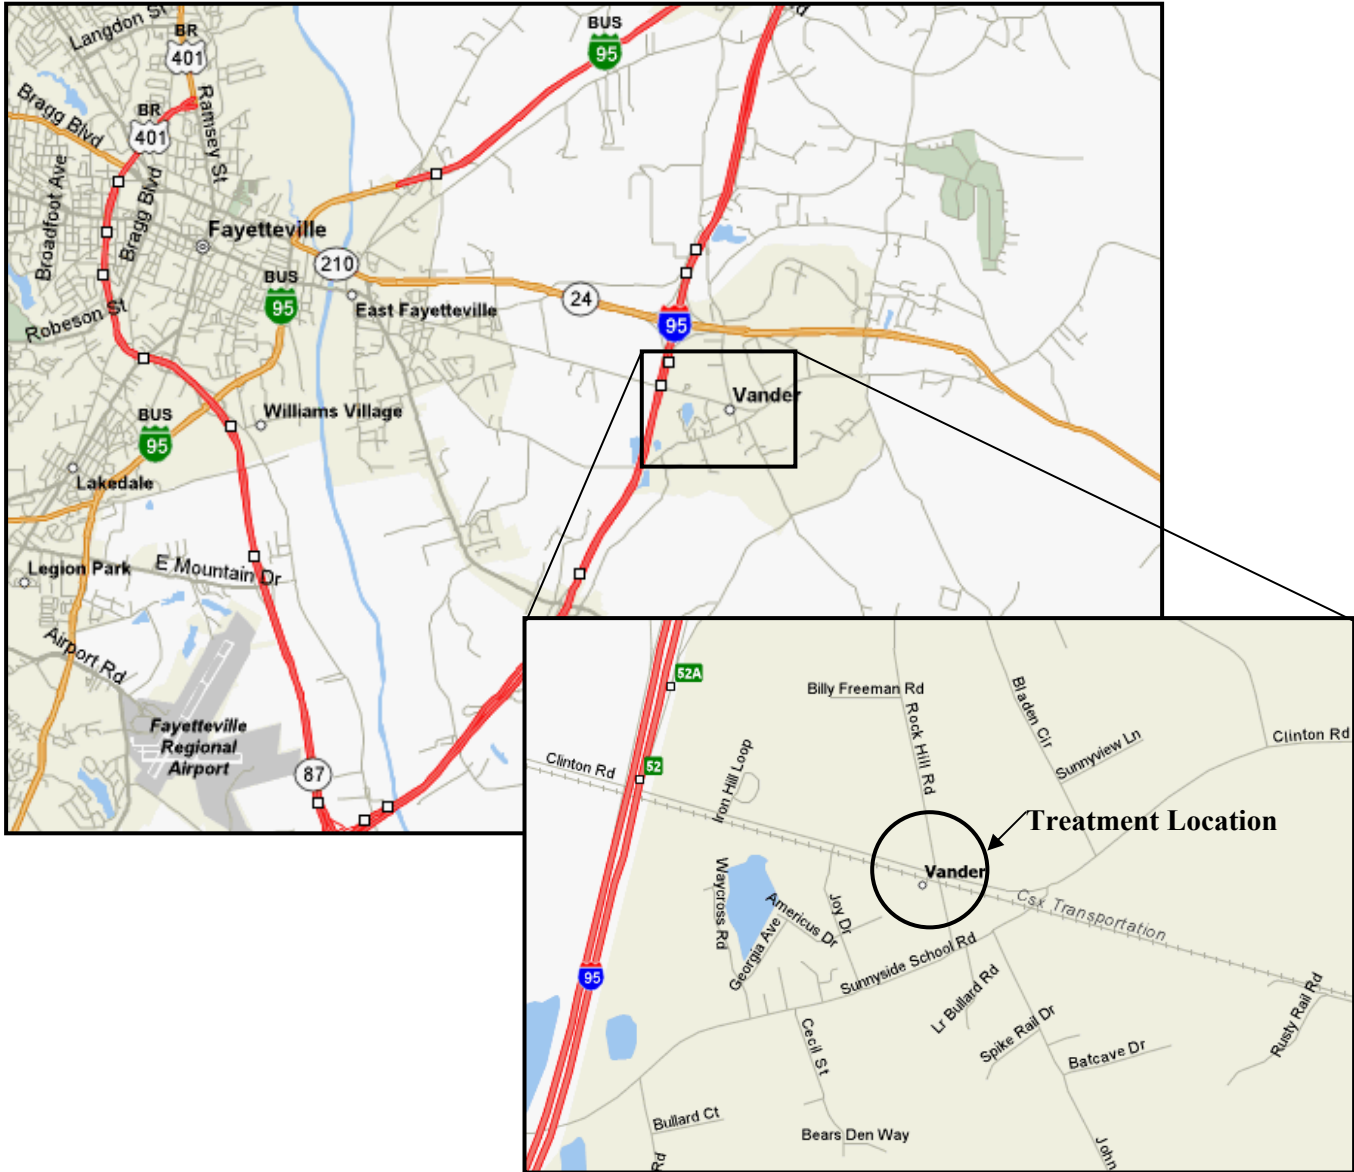 Langdon St
BR
401
BUS
95
Rd
Bragg Blvd
BR
401
Ramsey St
Broadfoot Ave
Bragg Blvd
Fayetteville
210
BUS
95
24
East Fayetteville
95
Robeson St
Vander
Williams Village
BUS
95
Lakedale
Legion Park
E Mountain Dr
Airport Rd
Fayetteville
Regional
Airport
87
52A
Billy Freeman Rd
Rock Hill Rd
Bladen Cir
Sunnyview Ln
Clinton Rd
Clinton Rd
52
Iron Hill Loop
Treatment Location
Vander
Csx Transportation
Waycross Rd
Americus Dr
Joy Dr
Georgia Ave
Sunnyside School Rd
95
Lr Bullard Rd
Spike Rail Dr
Rusty Rail Rd
Cecil St
Batcave Dr
Bullard Ct
Bears Den Way
John
Rd